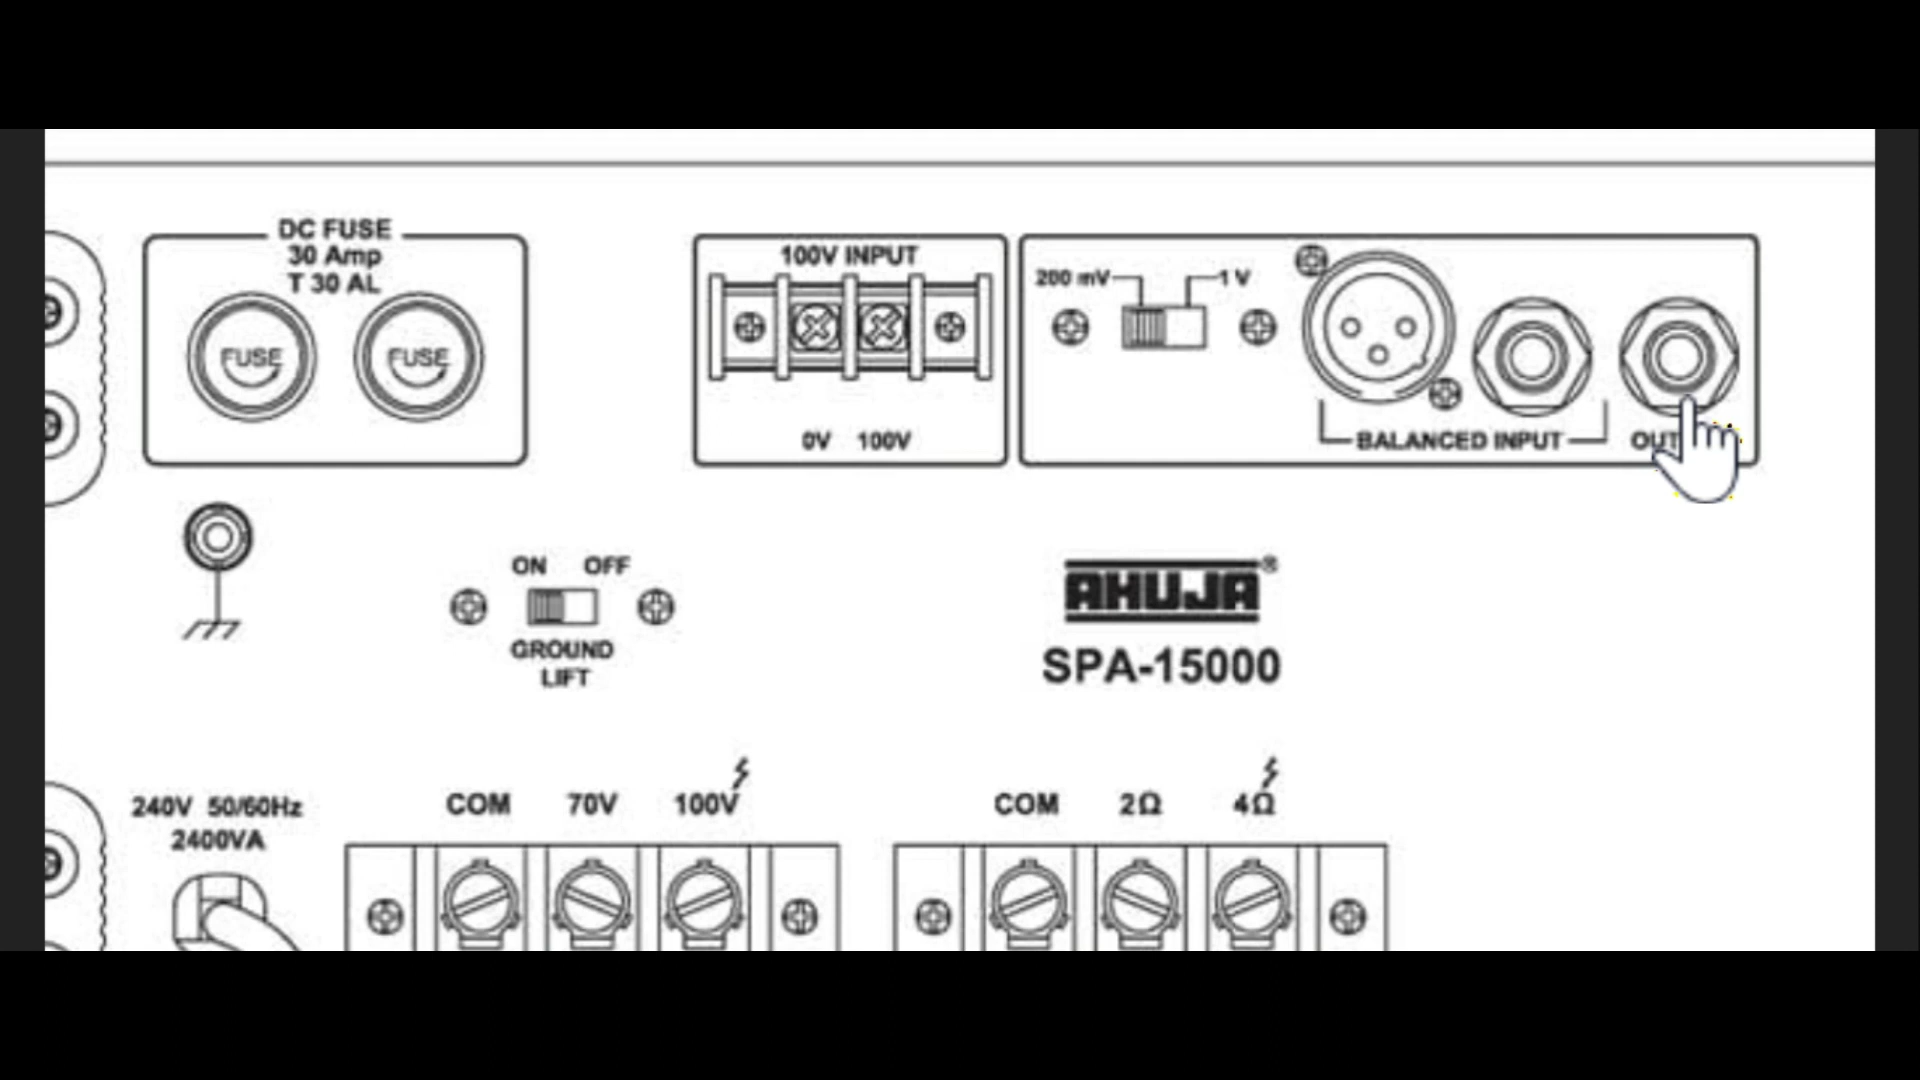 DC FUSE
30 Amp
T 30 AL
FUSE
FUSE
100V INPUT
0V 100V
200 mV
1 V
BALANCED INPUT
ON OFF
GROUND
LIFT
AHUJA®
SPA-15000
240V 50/60Hz
2400VA
COM 70V 100V
COM 2Ω 4Ω